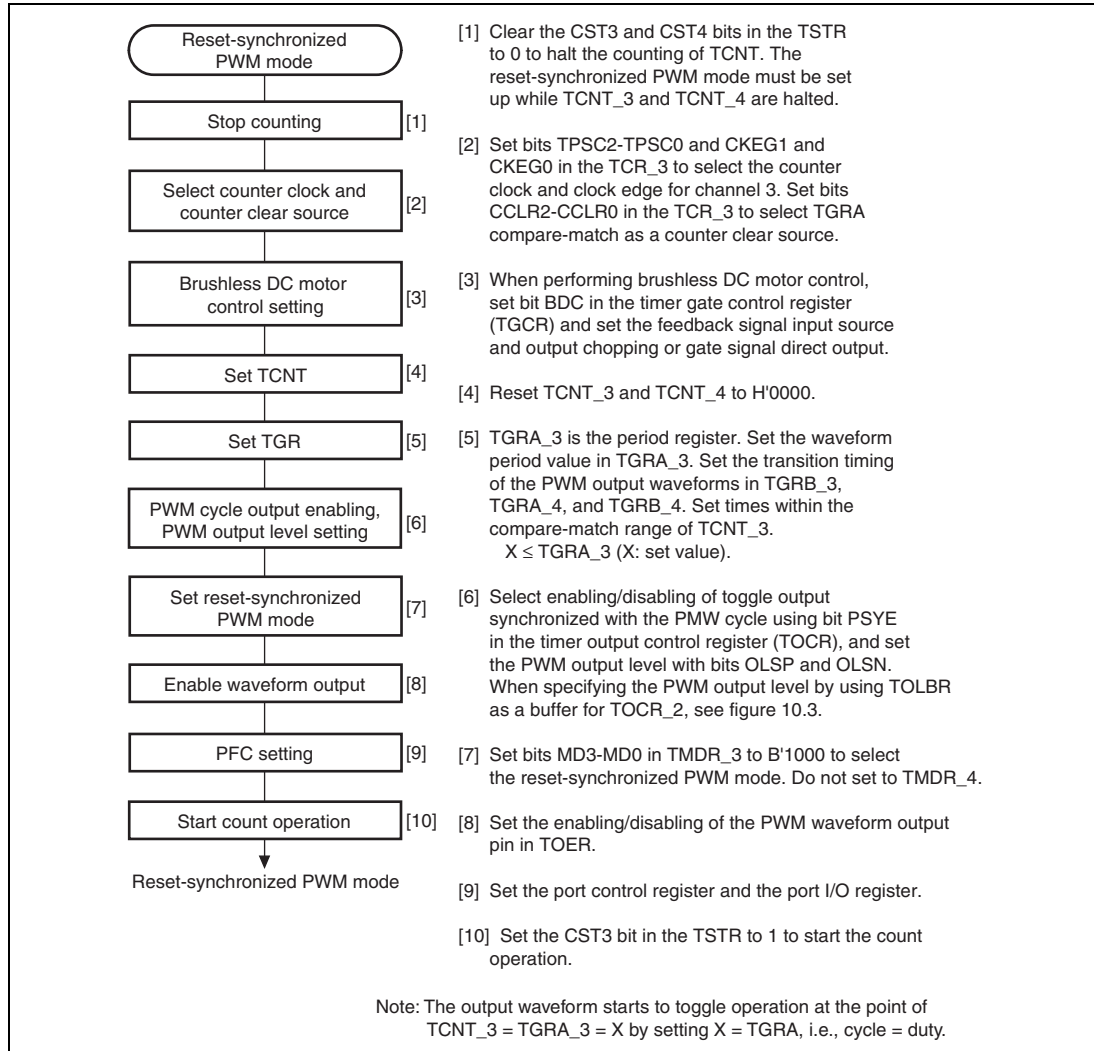 Reset-synchronized
PWM mode
Stop counting
[1]
Select counter clock and
counter clear source
[2]
Brushless DC motor
control setting
[3]
Set TCNT
[4]
Set TGR
[5]
PWM cycle output enabling,
PWM output level setting
[6]
Set reset-synchronized
PWM mode
[7]
Enable waveform output
[8]
PFC setting
[9]
Start count operation
[10]
Reset-synchronized PWM mode
[1] Clear the CST3 and CST4 bits in the TSTR
to 0 to halt the counting of TCNT. The
reset-synchronized PWM mode must be set
up while TCNT_3 and TCNT_4 are halted.
[2] Set bits TPSC2-TPSC0 and CKEG1 and
CKEG0 in the TCR_3 to select the counter
clock and clock edge for channel 3. Set bits
CCLR2-CCLR0 in the TCR_3 to select TGRA
compare-match as a counter clear source.
[3] When performing brushless DC motor control,
set bit BDC in the timer gate control register
(TGCR) and set the feedback signal input source
and output chopping or gate signal direct output.
[4] Reset TCNT_3 and TCNT_4 to H'0000.
[5] TGRA_3 is the period register. Set the waveform
period value in TGRA_3. Set the transition timing
of the PWM output waveforms in TGRB_3,
TGRA_4, and TGRB_4. Set times within the
compare-match range of TCNT_3.
X ≤ TGRA_3 (X: set value).
[6] Select enabling/disabling of toggle output
synchronized with the PMW cycle using bit PSYE
in the timer output control register (TOCR), and set
the PWM output level with bits OLSP and OLSN.
When specifying the PWM output level by using TOLBR
as a buffer for TOCR_2, see figure 10.3.
[7] Set bits MD3-MD0 in TMDR_3 to B'1000 to select
the reset-synchronized PWM mode. Do not set to TMDR_4.
[8] Set the enabling/disabling of the PWM waveform output
pin in TOER.
[9] Set the port control register and the port I/O register.
[10] Set the CST3 bit in the TSTR to 1 to start the count
operation.
Note: The output waveform starts to toggle operation at the point of
TCNT_3 = TGRA_3 = X by setting X = TGRA, i.e., cycle = duty.